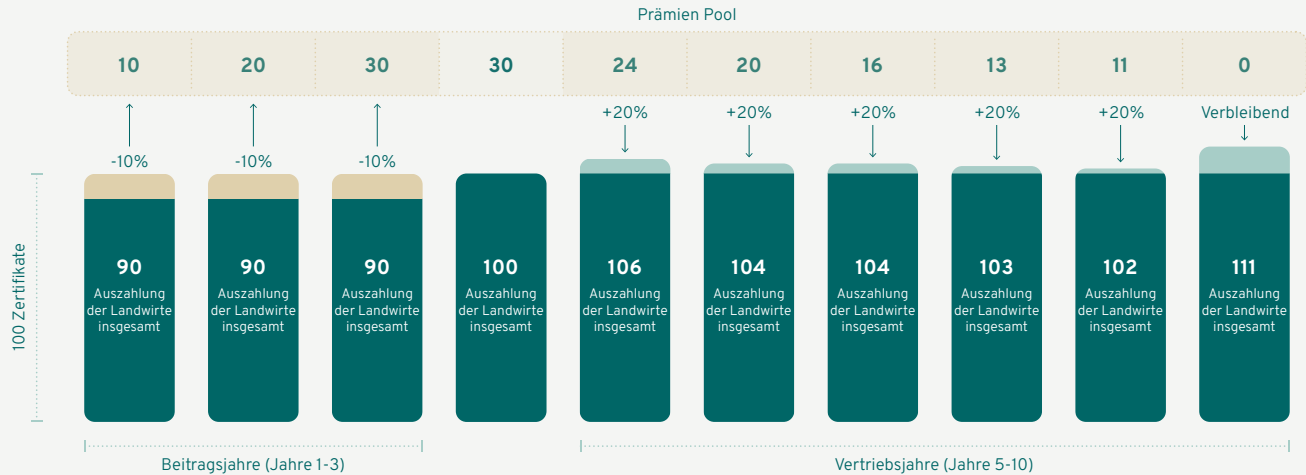 Prämien Pool
10 20 30 30 24 20 16 13 11 0
+20% +20% +20% +20% +20% Verbleibend
-10% -10% -10%
100 Zertifikate
90 90 90 100 106 104 104 103 102 111
Auszahlung Auszahlung Auszahlung Auszahlung Auszahlung Auszahlung Auszahlung Auszahlung Auszahlung Auszahlung
der Landwirte der Landwirte der Landwirte der Landwirte der Landwirte der Landwirte der Landwirte der Landwirte der Landwirte der Landwirte
insgesamt insgesamt insgesamt insgesamt insgesamt insgesamt insgesamt insgesamt insgesamt insgesamt
Beitragsjahre (Jahre 1-3) Vertriebsjahre (Jahre 5-10)